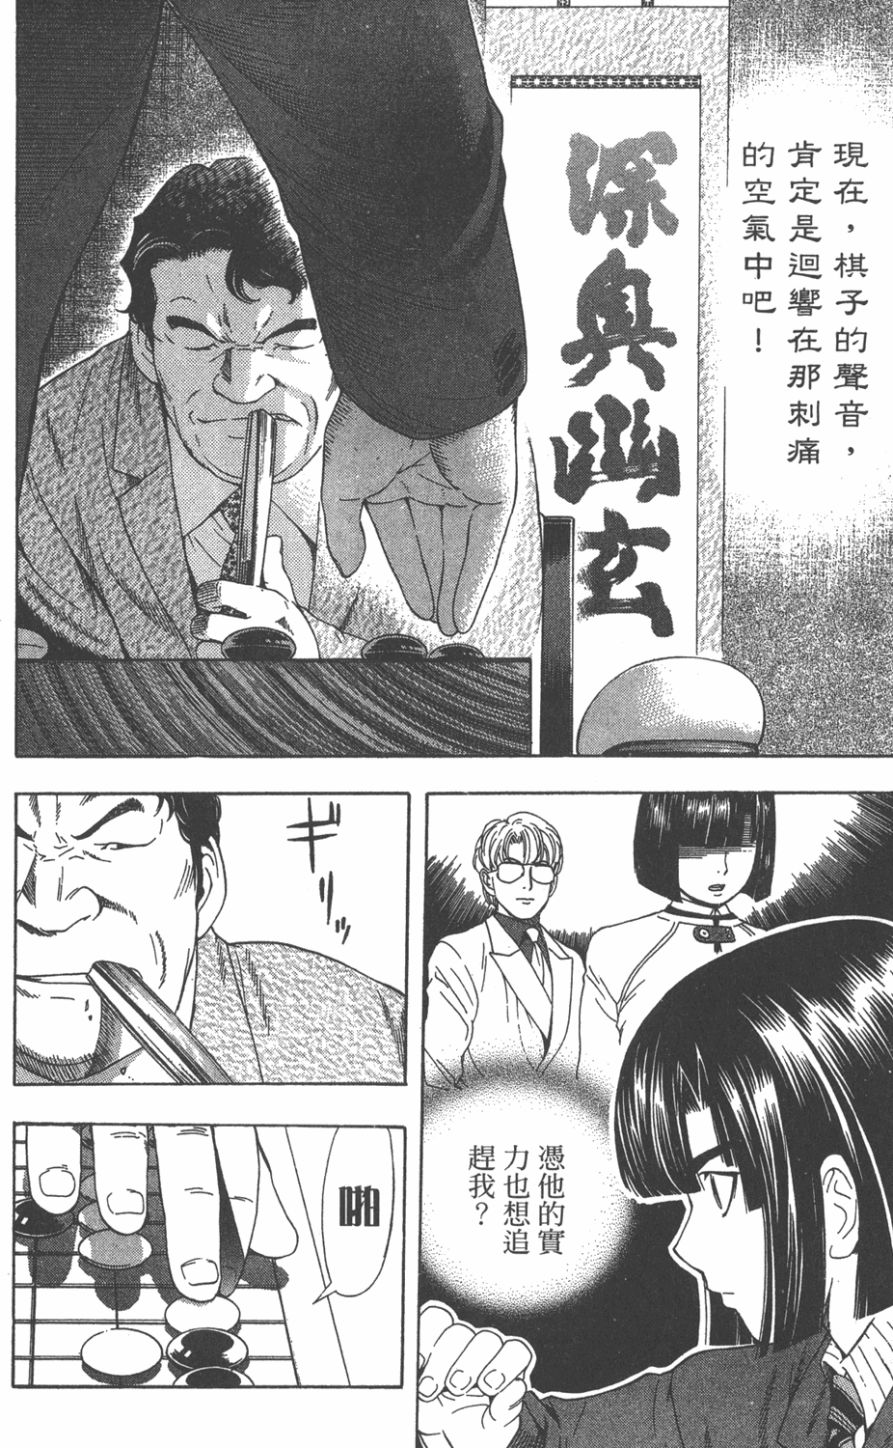 現在，棋子的聲音，
肯定是迴響在那刺痛
的空氣中吧！
深奥幽玄
憑他的實
力也想追
趕我？
ギッ
啪